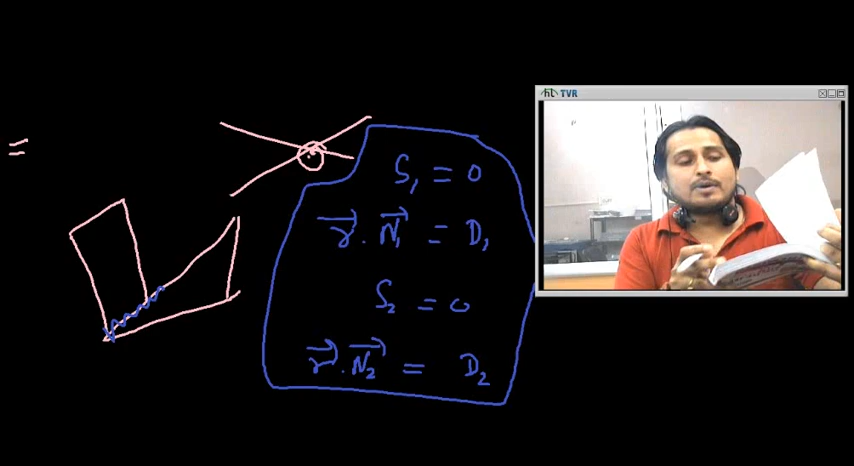 =
S₁ = 0
r⃗ . N⃗₁ = D₁
S₂ = 0
r⃗ . N⃗₂ = D₂
TVR